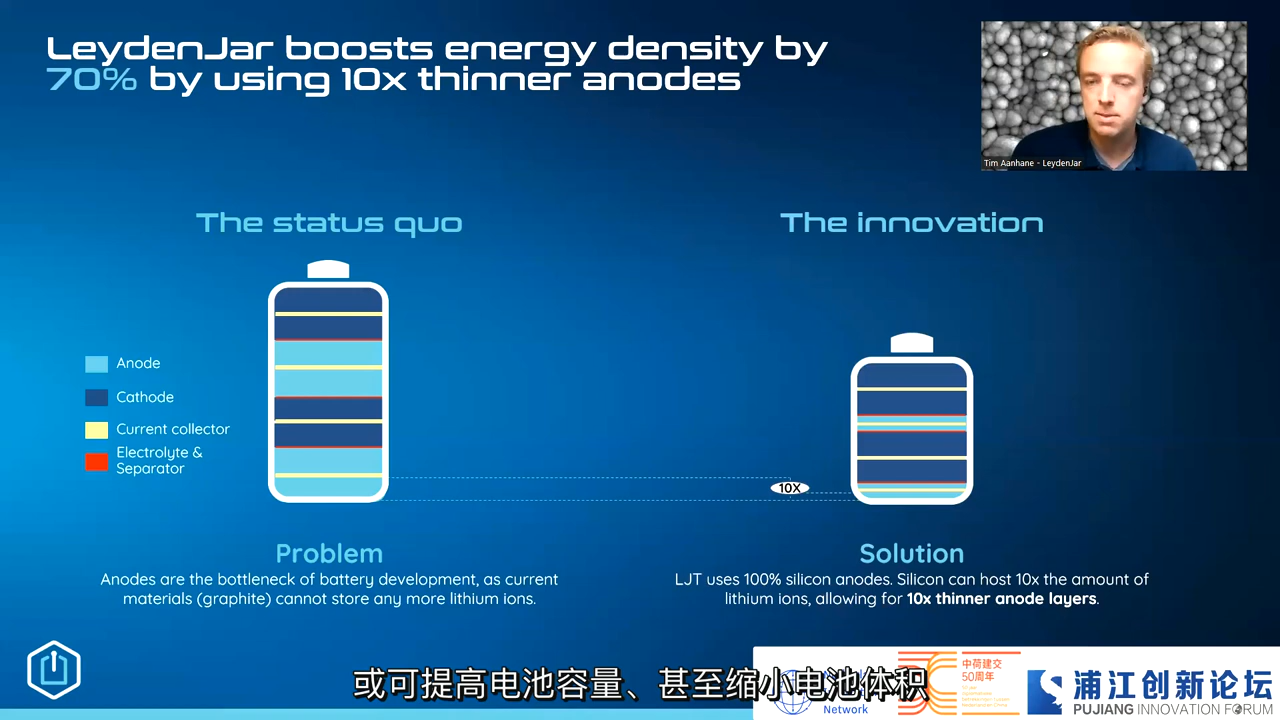 LeydenJar boosts energy density by
70% by using 10x thinner anodes
Tim Aanhane - LeydenJar
The status quo
The innovation
Anode
Cathode
Current collector
Electrolyte &
Separator
10X
Problem
Anodes are the bottleneck of battery development, as current
materials (graphite) cannot store any more lithium ions.
Solution
LJT uses 100% silicon anodes. Silicon can host 10x the amount of
lithium ions, allowing for 10x thinner anode layers.
或可提高电池容量、甚至缩小电池体积
Network
中荷建交
50周年
浦江创新论坛
PUJIANG INNOVATION FORUM